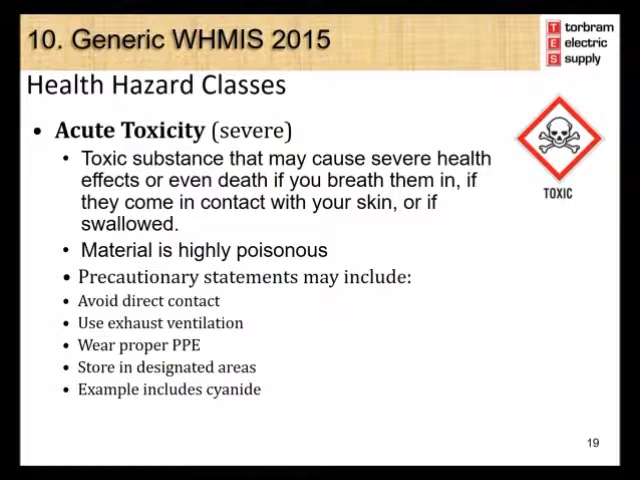 10. Generic WHMIS 2015
T torbram
E electric
S supply
Health Hazard Classes
• Acute Toxicity (severe)
• Toxic substance that may cause severe health
effects or even death if you breath them in, if
they come in contact with your skin, or if
swallowed.
• Material is highly poisonous
• Precautionary statements may include:
• Avoid direct contact
• Use exhaust ventilation
• Wear proper PPE
• Store in designated areas
• Example includes cyanide
TOXIC
19